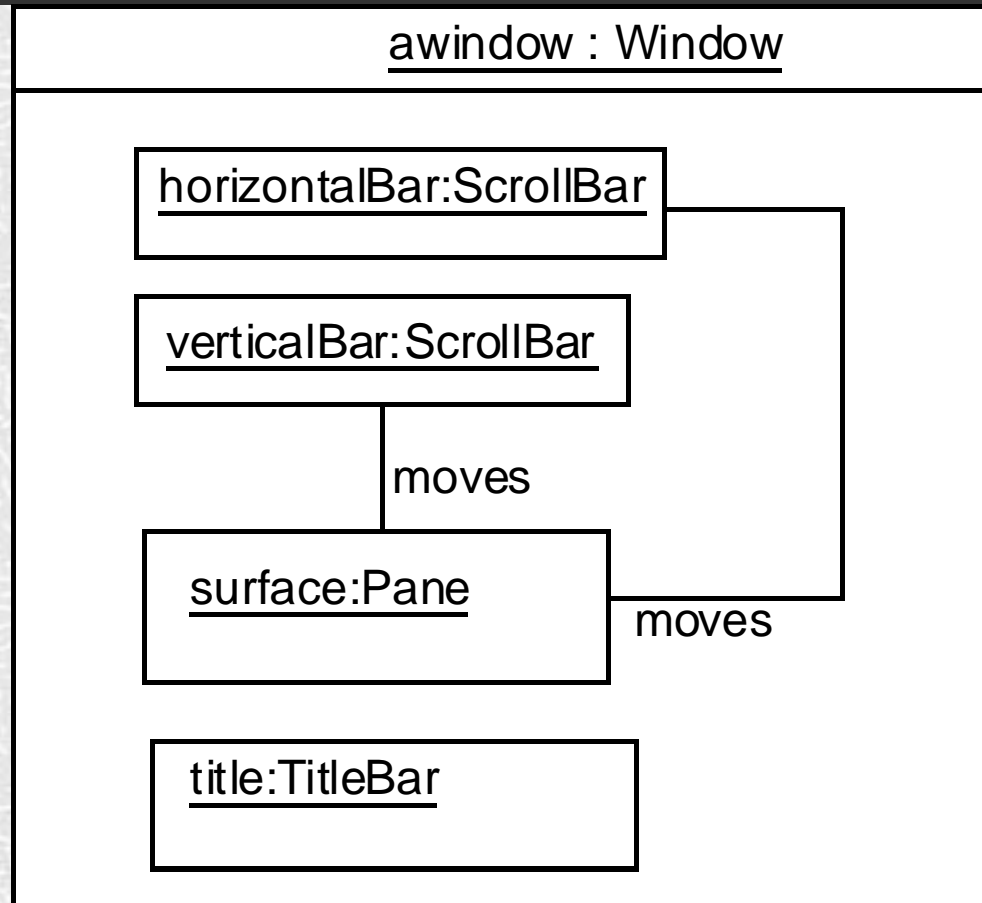 awindow : Window
horizontalBar:ScrollBar
verticalBar:ScrollBar
moves
surface:Pane
moves
title:TitleBar